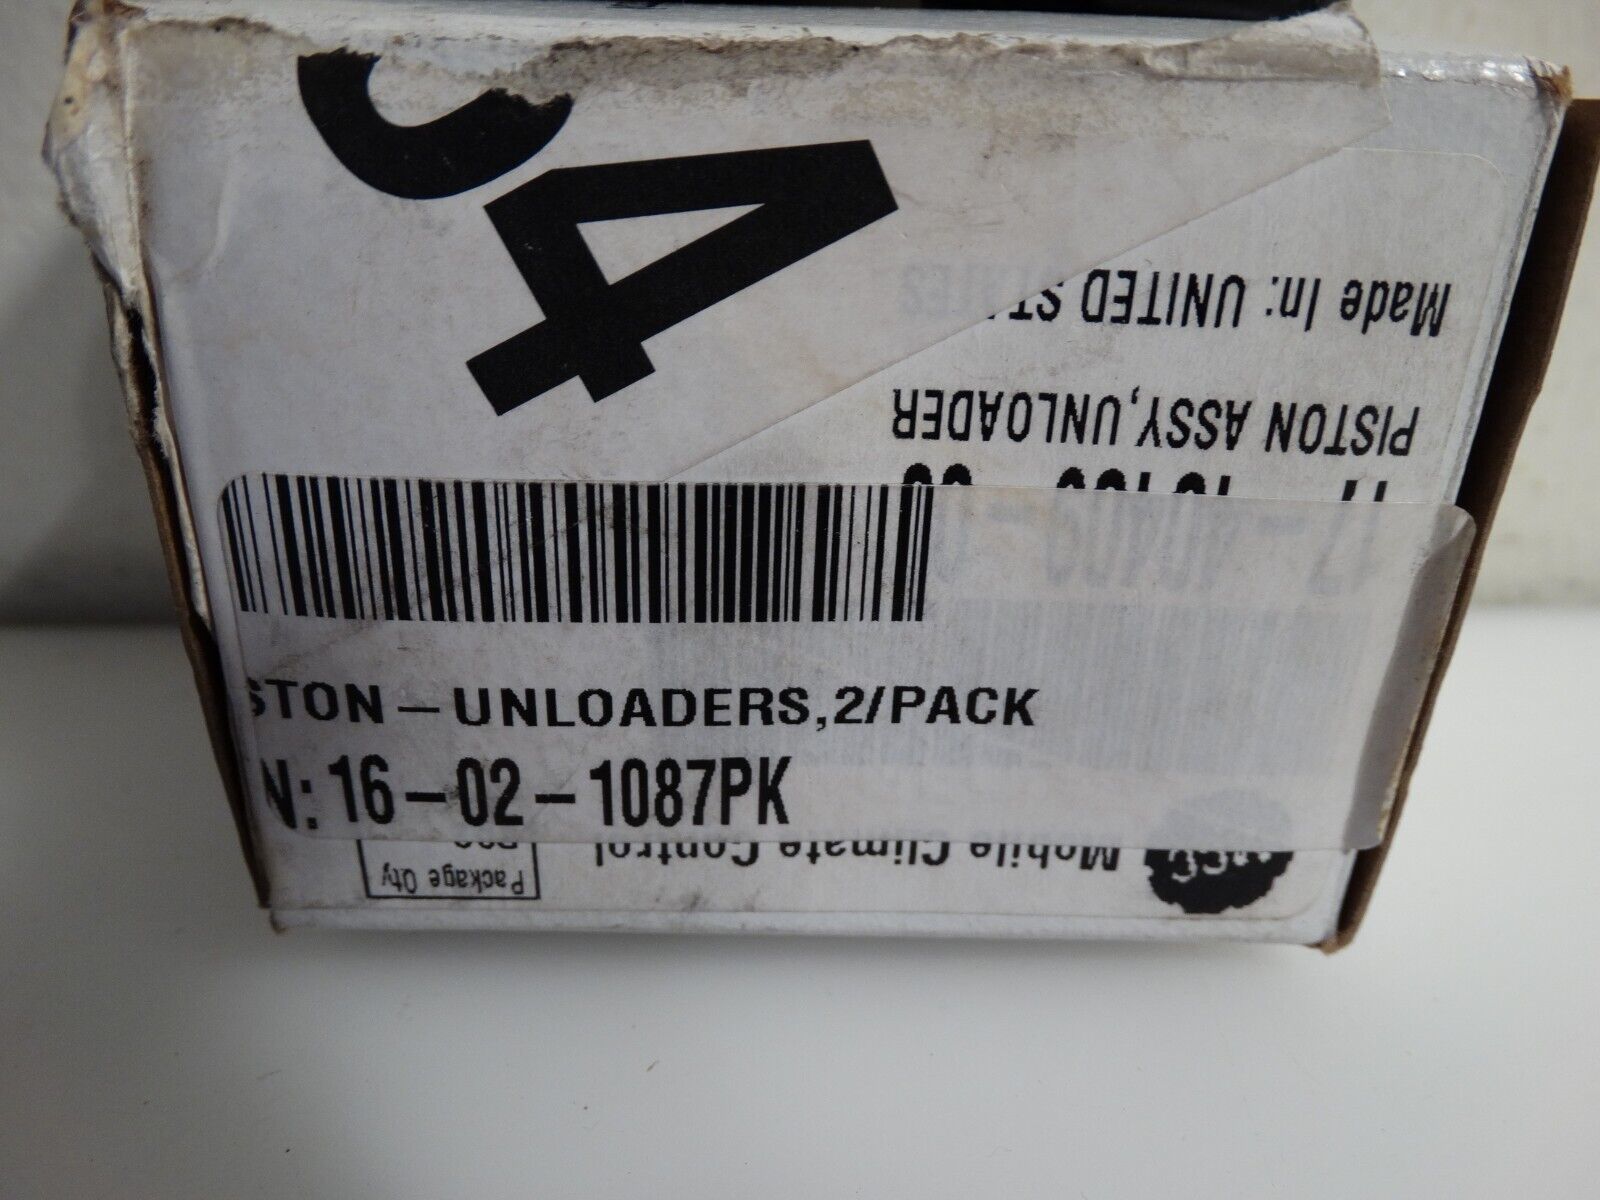 4
Made In: UNITED STATES
PISTON ASSY,UNLOADER
STON-UNLOADERS,2/PACK
N: 16-02-1087PK
Mobile Climate Control
Package Qty